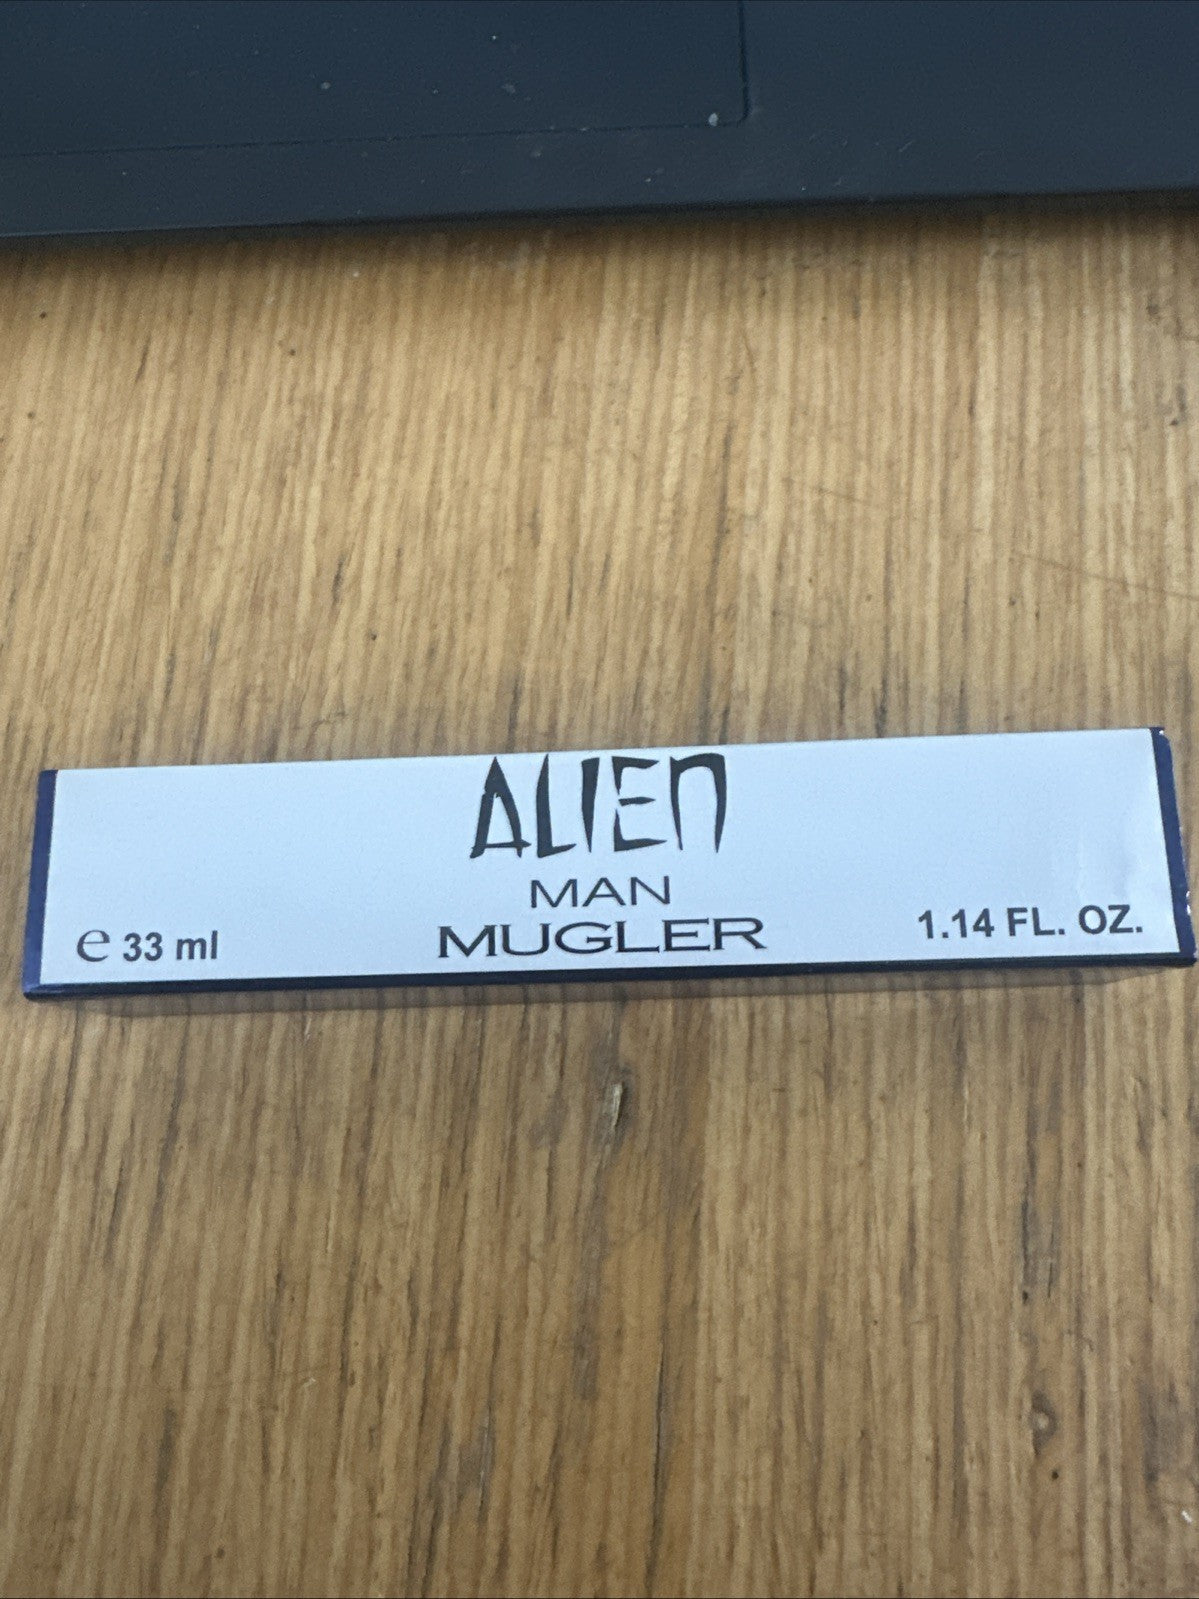 ALIEN
MAN
MUGLER
e 33 ml
1.14 FL. OZ.